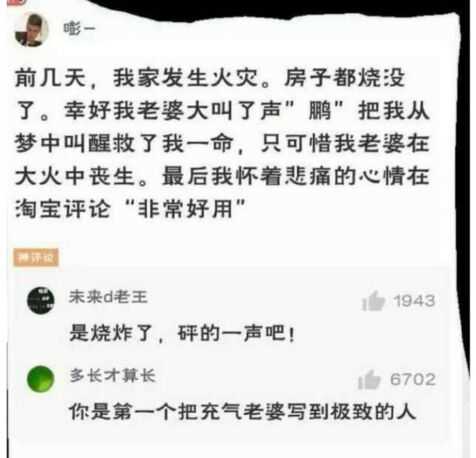 嘭一
前几天，我家发生火灾。房子都烧没
了。幸好我老婆大叫了声”鹏”把我从
梦中叫醒救了我一命，只可惜我老婆在
大火中丧生。最后我怀着悲痛的心情在
淘宝评论“非常好用”
神评论
未来d老王
1943
是烧炸了，砰的一声吧！
多长才算长
6702
你是第一个把充气老婆写到极致的人